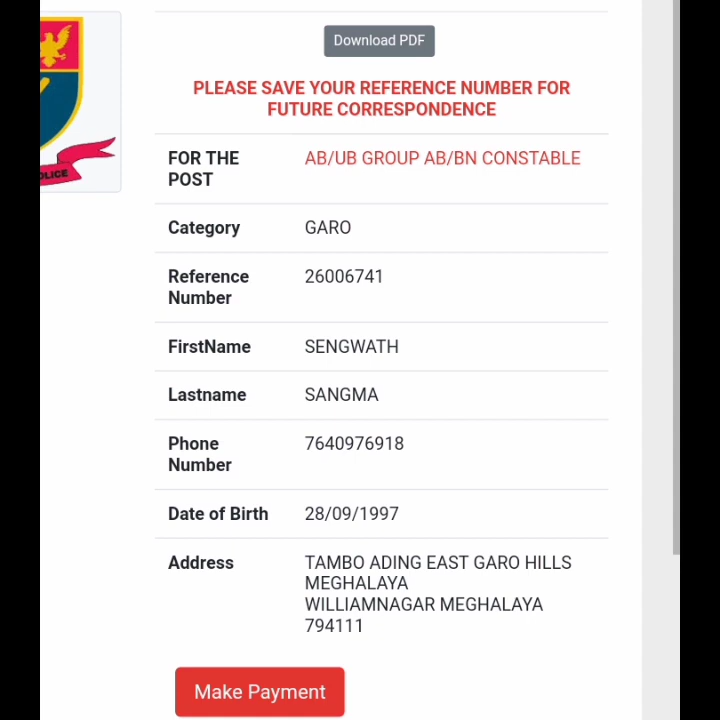 Download PDF
PLEASE SAVE YOUR REFERENCE NUMBER FOR
FUTURE CORRESPONDENCE
FOR THE
POST
AB/UB GROUP AB/BN CONSTABLE
Category
GARO
Reference
Number
26006741
FirstName
SENGWATH
Lastname
SANGMA
Phone
Number
7640976918
Date of Birth
28/09/1997
Address
TAMBO ADING EAST GARO HILLS
MEGHALAYA
WILLIAMNAGAR MEGHALAYA
794111
OLICE
Make Payment